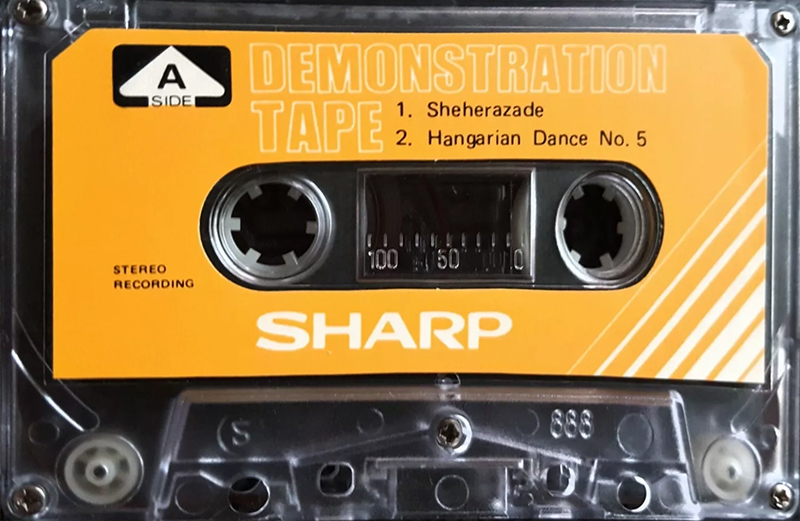 A
SIDE
DEMONSTRATION
TAPE
1. Sheherazade
2. Hangarian Dance No. 5
100 50 0
STEREO
RECORDING
SHARP
S 888